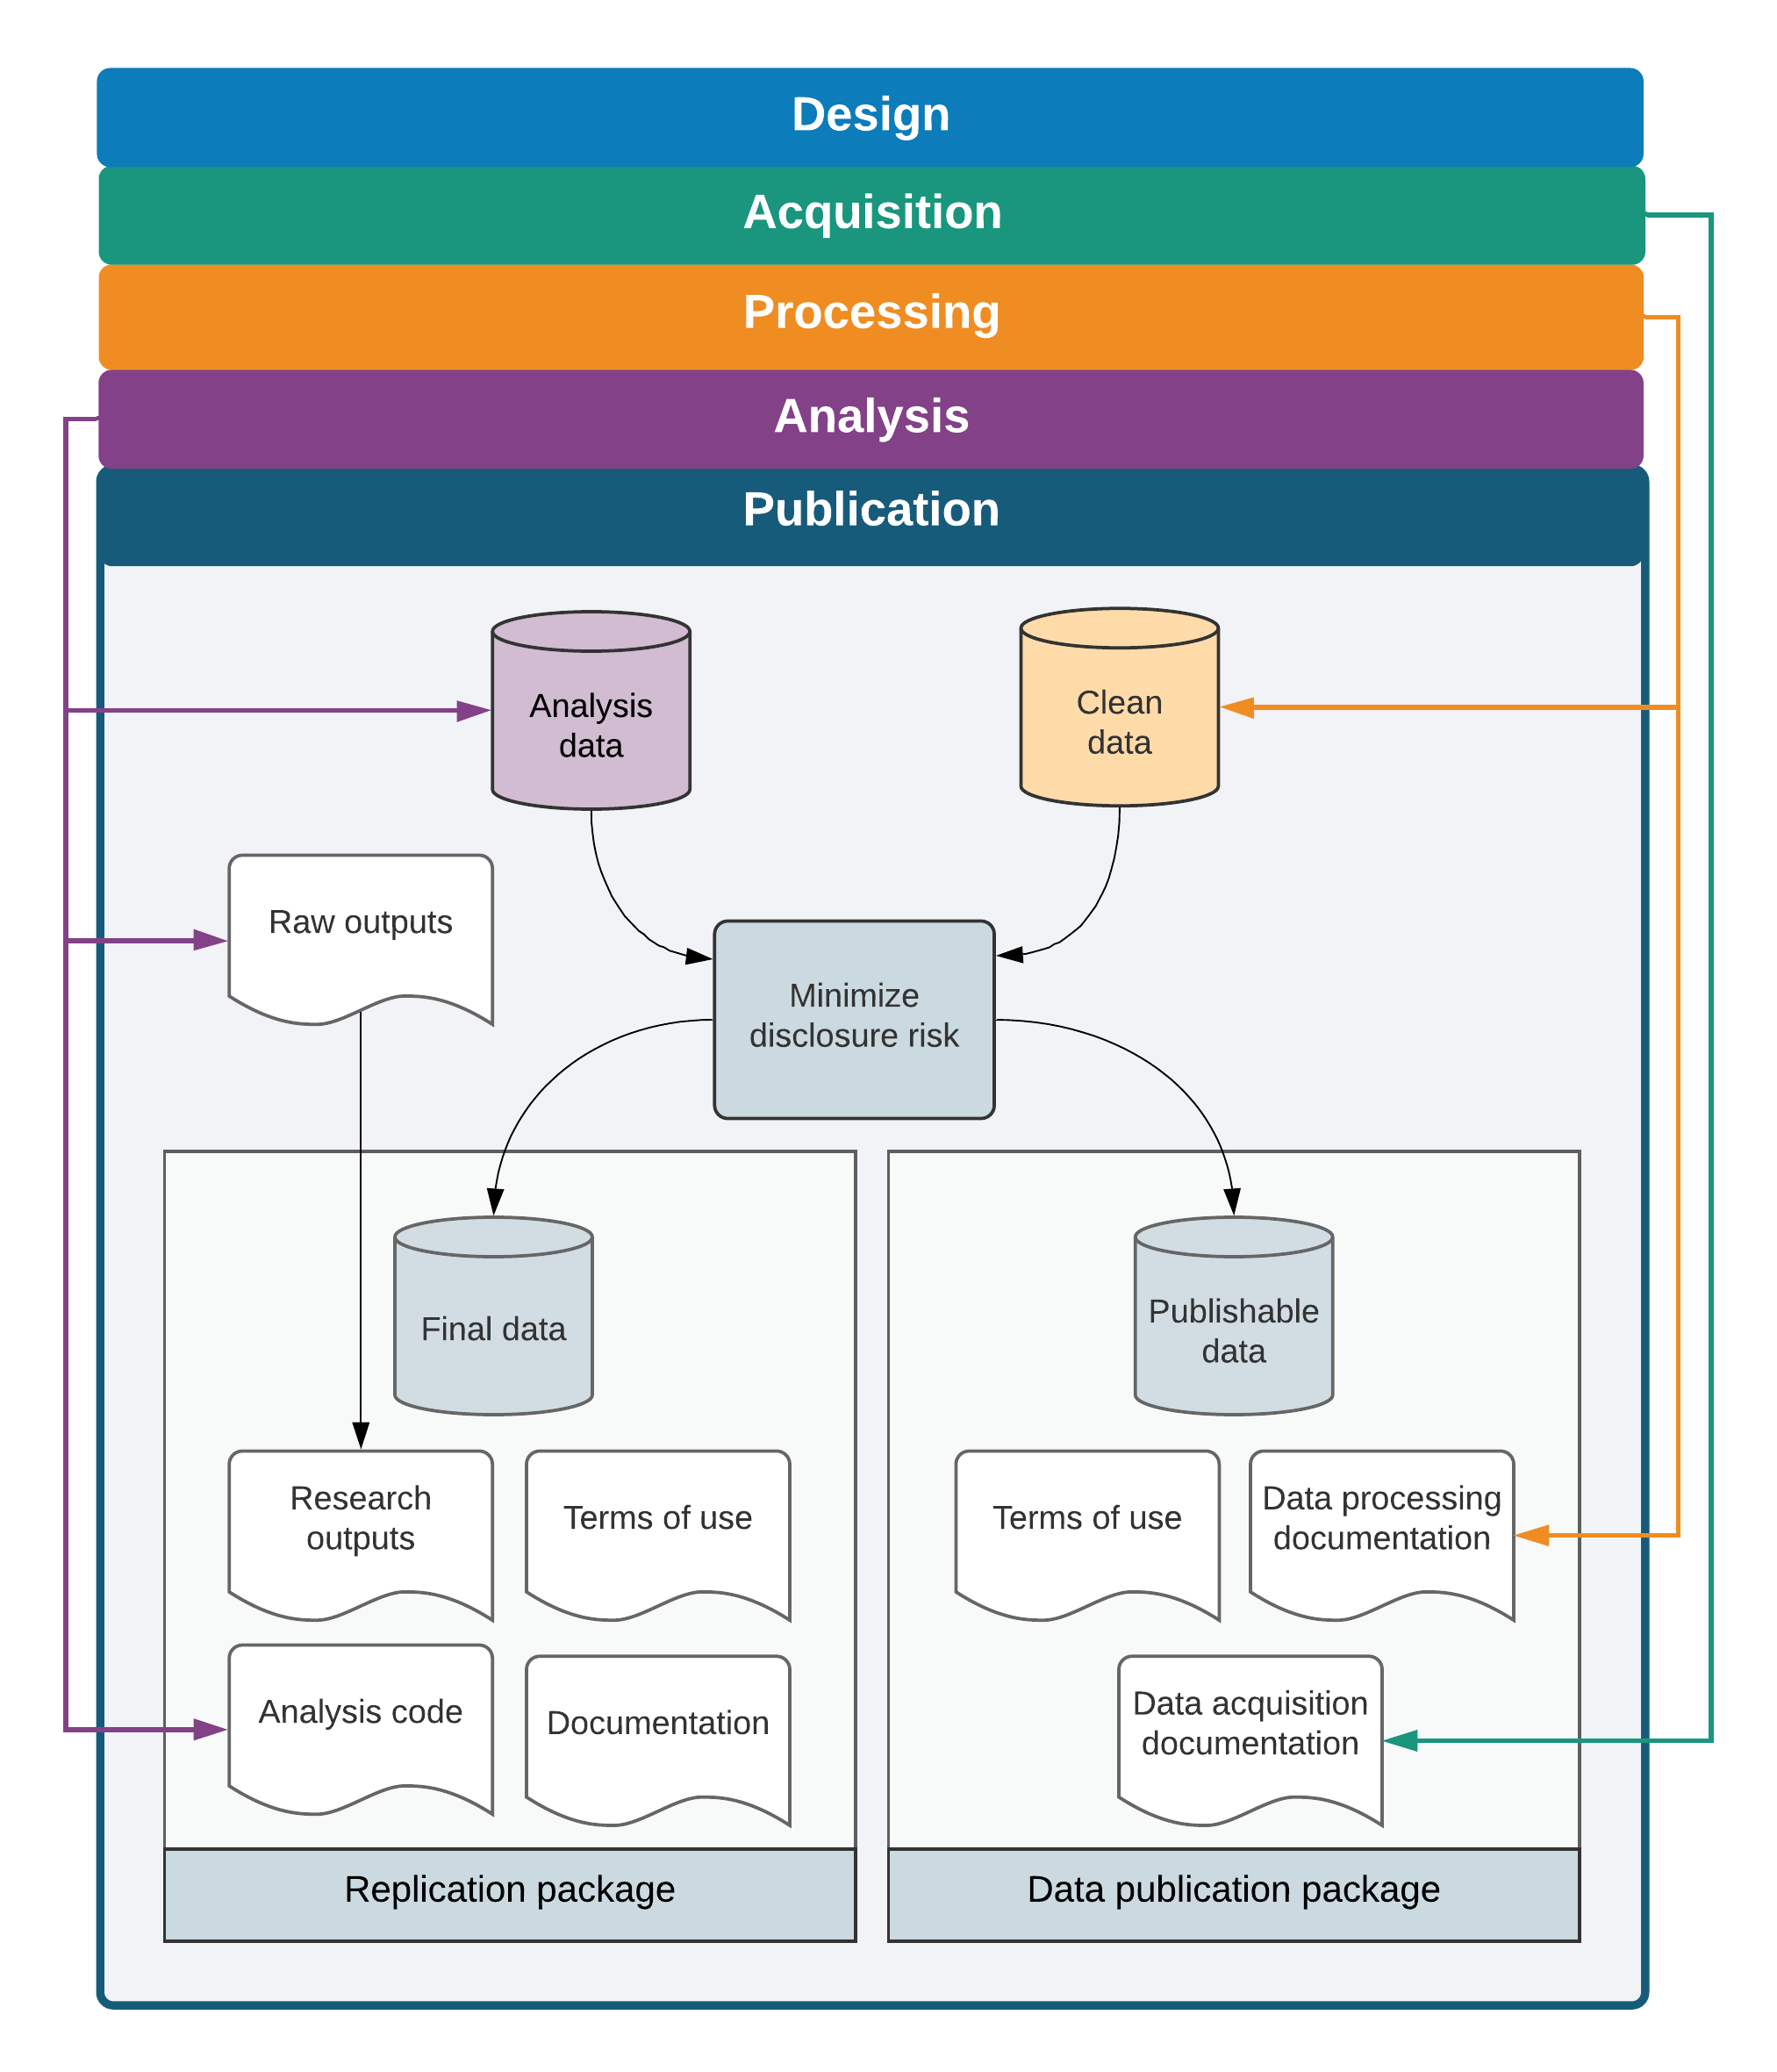 Design
Acquisition
Processing
Analysis
Publication
Analysis
data
Clean
data
Raw outputs
Minimize
disclosure risk
Final data
Publishable
data
Research
outputs
Terms of use
Terms of use
Data processing
documentation
Analysis code
Documentation
Data acquisition
documentation
Replication package
Data publication package